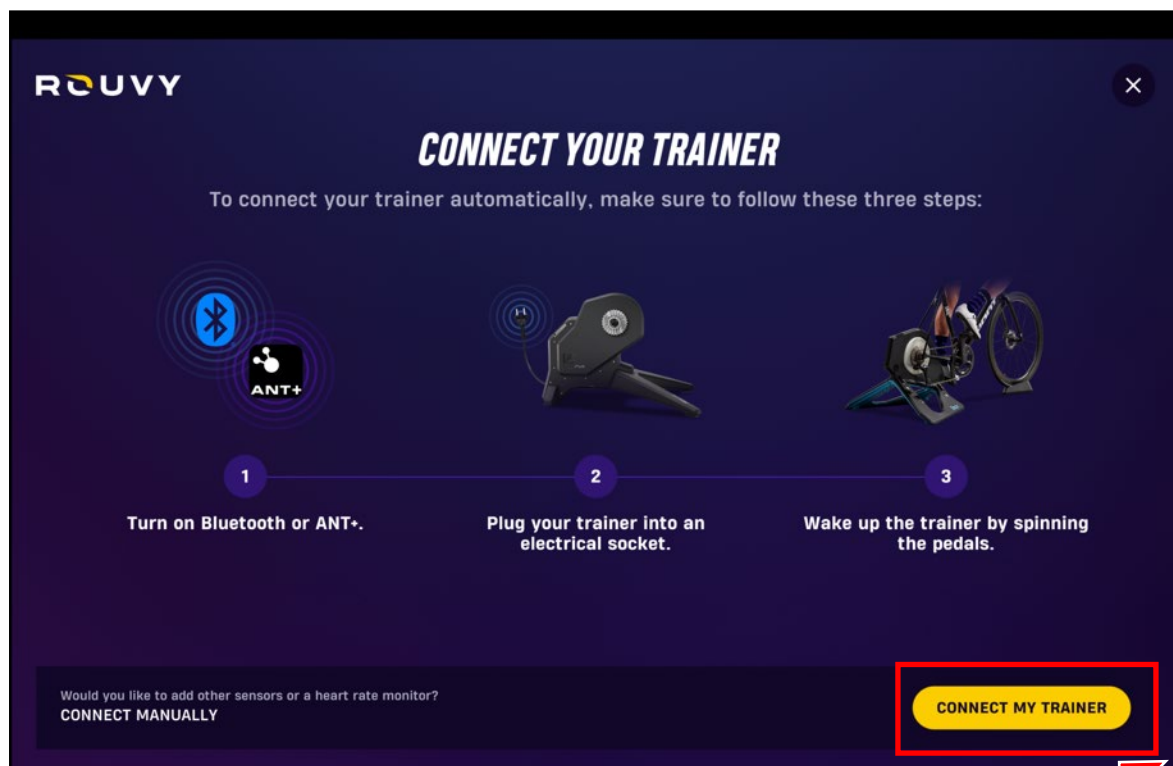 ROUVY
CONNECT YOUR TRAINER
To connect your trainer automatically, make sure to follow these three steps:
ANT+
1
2
3
Turn on Bluetooth or ANT+.
Plug your trainer into an
electrical socket.
Wake up the trainer by spinning
the pedals.
Would you like to add other sensors or a heart rate monitor?
CONNECT MANUALLY
CONNECT MY TRAINER